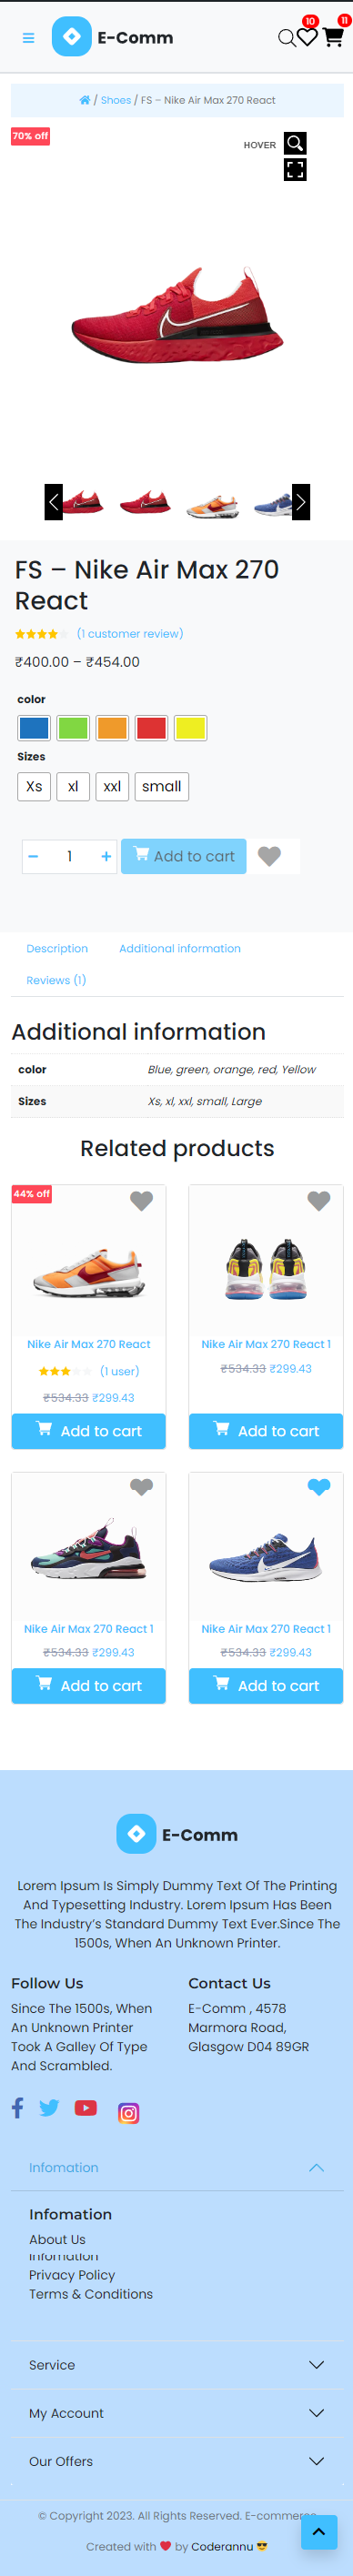 E-Comm
10
11
/ Shoes / FS – Nike Air Max 270 React
70% off
HOVER
FS – Nike Air Max 270
React
(1 customer review)
₹400.00 – ₹454.00
color
Sizes
Xs xl xxl small
1
Add to cart
Description Additional information
Reviews (1)
Additional information
color Blue, green, orange, red, Yellow
Sizes Xs, xl, xxl, small, Large
Related products
44% off
Nike Air Max 270 React
(1 user)
₹534.33 ₹299.43
Add to cart
Nike Air Max 270 React 1
₹534.33 ₹299.43
Add to cart
Nike Air Max 270 React 1
₹534.33 ₹299.43
Add to cart
Nike Air Max 270 React 1
₹534.33 ₹299.43
Add to cart
E-Comm
Lorem Ipsum Is Simply Dummy Text Of The Printing
And Typesetting Industry. Lorem Ipsum Has Been
The Industry's Standard Dummy Text Ever.Since The
1500s, When An Unknown Printer.
Follow Us
Since The 1500s, When
An Unknown Printer
Took A Galley Of Type
And Scrambled.
Contact Us
E-Comm , 4578
Marmora Road,
Glasgow D04 89GR
Infomation
Infomation
About Us
Infomation
Privacy Policy
Terms & Conditions
Service
My Account
Our Offers
© Copyright 2023. All Rights Reserved. E-commerce
Created with ❤️ by Coderannu 😎